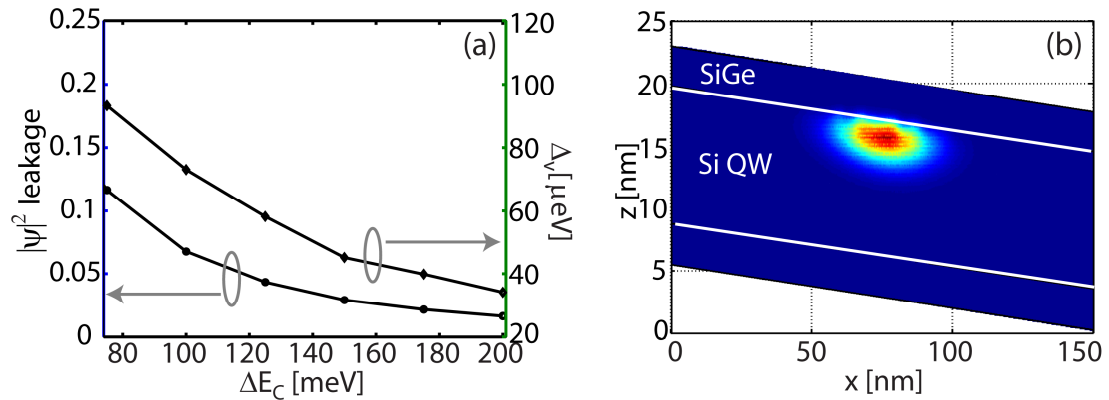 (a)
0.25
0.2
0.15
0.1
0.05
0
|ψ|² leakage
120
100
80
60
40
20
Δv[μeV]
80 100 120 140 160 180 200
ΔEC [meV]
(b)
25
20
15
10
5
0
z [nm]
SiGe
Si QW
0 50 100 150
x [nm]